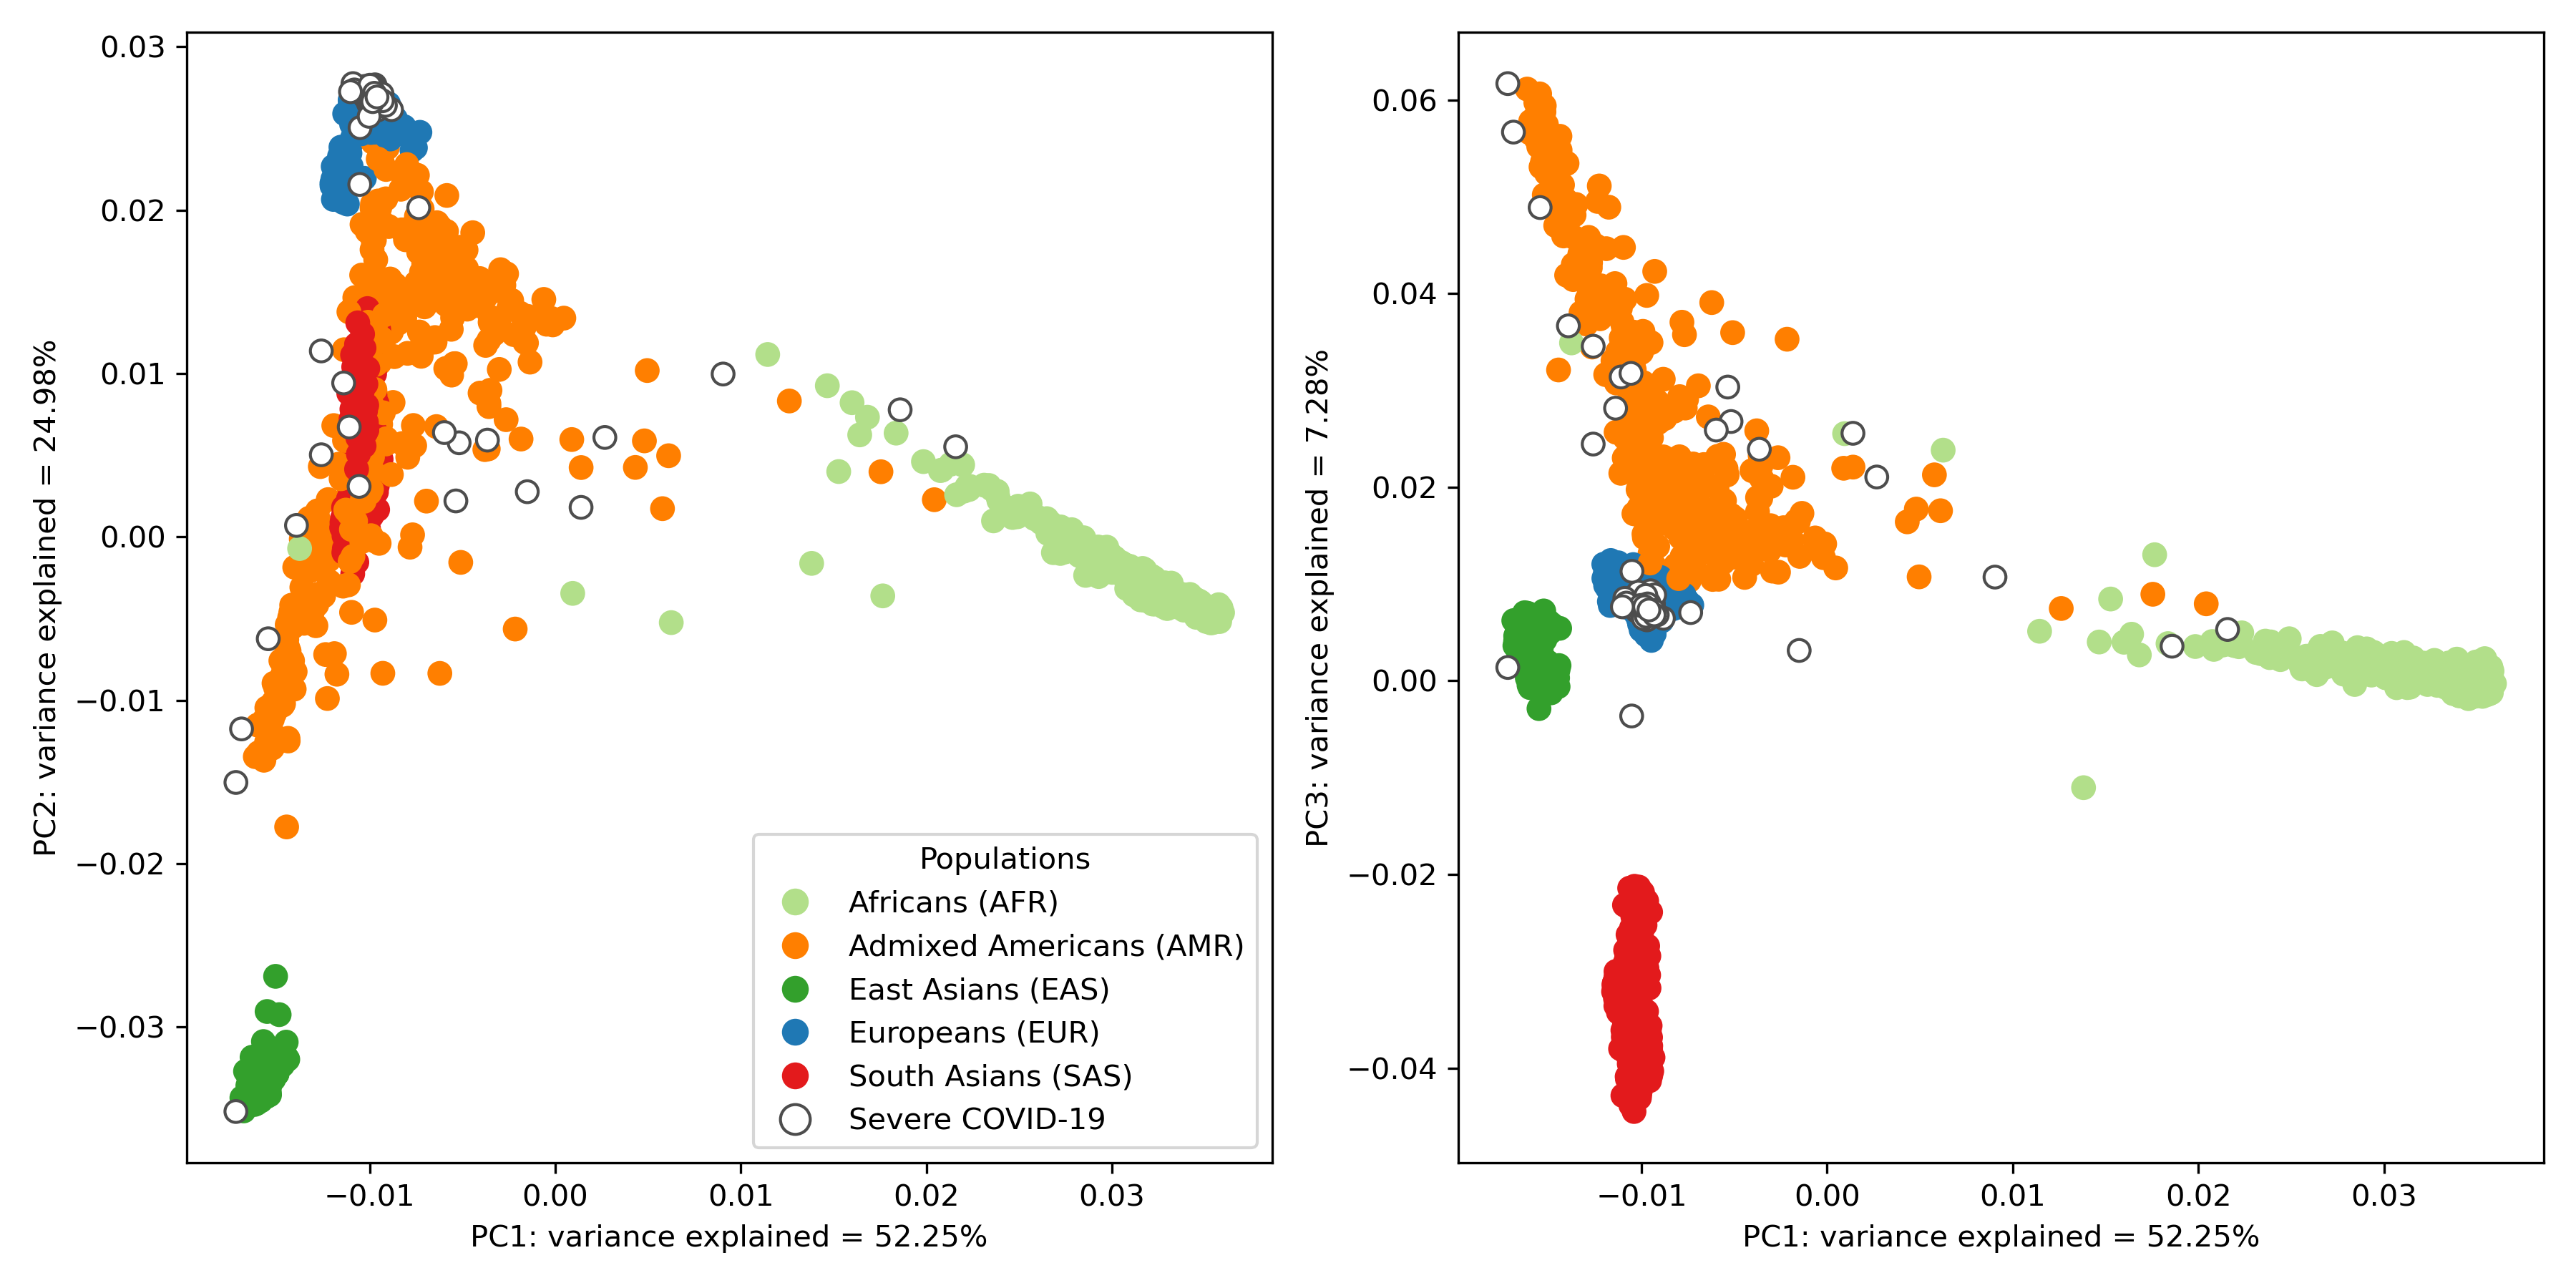 0.03
0.02
0.01
0.00
−0.01
−0.02
−0.03
PC2: variance explained = 24.98%
−0.01 0.00 0.01 0.02 0.03
PC1: variance explained = 52.25%
Populations
Africans (AFR)
Admixed Americans (AMR)
East Asians (EAS)
Europeans (EUR)
South Asians (SAS)
Severe COVID-19
0.06
0.04
0.02
0.00
−0.02
−0.04
PC3: variance explained = 7.28%
−0.01 0.00 0.01 0.02 0.03
PC1: variance explained = 52.25%